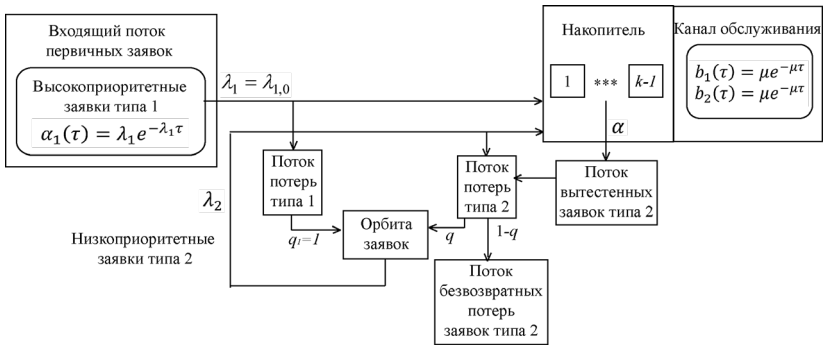 Входящий поток
первичных заявок
Высокоприоритетные
заявки типа 1
α₁(τ) = λ₁e^{−λ₁τ}
λ₁ = λ₁,₀
Накопитель
1 *** k-1
Канал обслуживания
b₁(τ) = μe^{−μτ}
b₂(τ) = μe^{−μτ}
α
λ₂
Поток
потерь
типа 1
Поток
потерь
типа 2
Поток
вытестенных
заявок типа 2
Низкоприоритетные
заявки типа 2
q₁=1
Орбита
заявок
q
1-q
Поток
безвозвратных
потерь
заявок типа 2